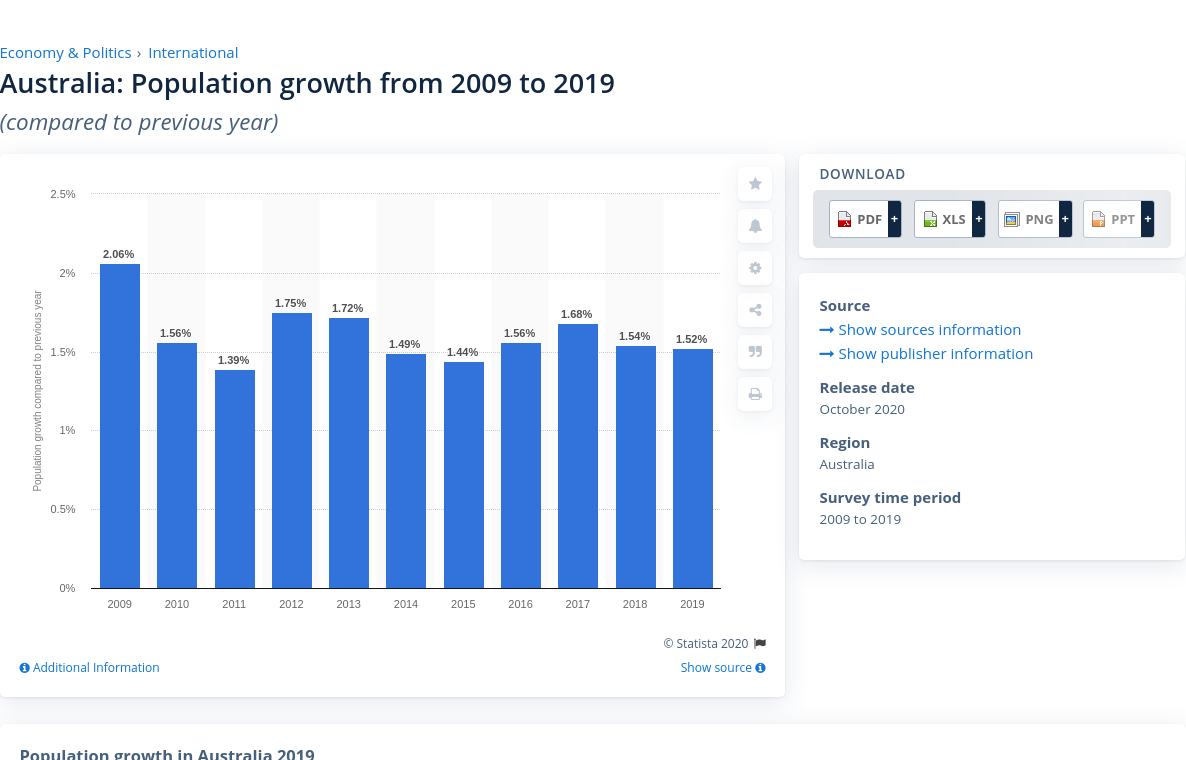 Economy & Politics › International
Australia: Population growth from 2009 to 2019
(compared to previous year)
2.5%
2%
1.5%
1%
0.5%
0%
Population growth compared to previous year
2.06%
1.56%
1.39%
1.75%
1.72%
1.49%
1.44%
1.56%
1.68%
1.54%
1.52%
2009 2010 2011 2012 2013 2014 2015 2016 2017 2018 2019
© Statista 2020
Additional Information
Show source
DOWNLOAD
PDF + XLS + PNG + PPT +
Source
Show sources information
Show publisher information
Release date
October 2020
Region
Australia
Survey time period
2009 to 2019
Population growth in Australia 2019